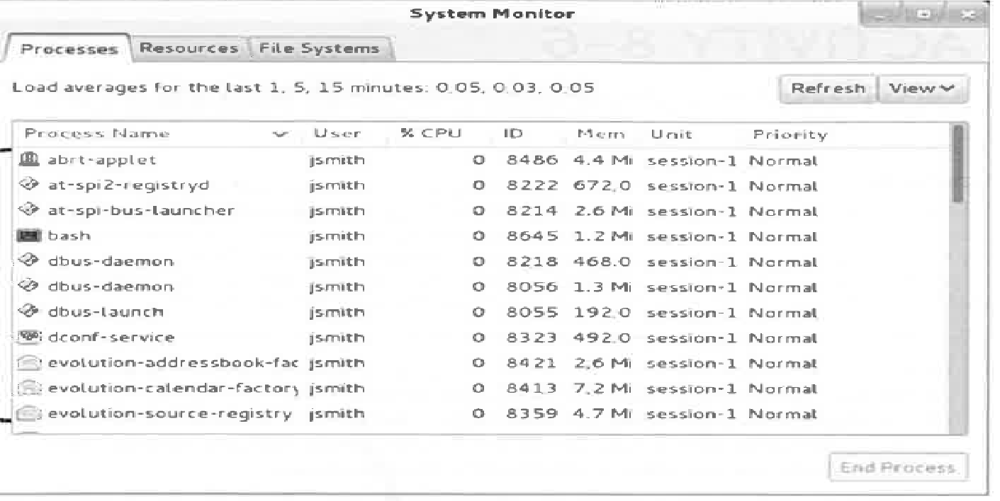 System Monitor
Processes Resources File Systems
Load averages for the last 1, 5, 15 minutes: 0.05, 0.03, 0.05
Refresh View
Process Name User % CPU ID Mem Unit Priority
abrt-applet jsmith 0 8486 4.4 Mi session-1 Normal
at-spi2-registryd jsmith 0 8222 672.0 session-1 Normal
at-spi-bus-launcher jsmith 0 8214 2.6 Mi session-1 Normal
bash jsmith 0 8645 1.2 Mi session-1 Normal
dbus-daemon jsmith 0 8218 468.0 session-1 Normal
dbus-daemon jsmith 0 8056 1.3 Mi session-1 Normal
dbus-launch jsmith 0 8055 192.0 session-1 Normal
dconf-service jsmith 0 8323 492.0 session-1 Normal
evolution-addressbook-fac jsmith 0 8421 2.6 Mi session-1 Normal
evolution-calendar-factory jsmith 0 8413 7.2 Mi session-1 Normal
evolution-source-registry jsmith 0 8359 4.7 Mi session-1 Normal
End Process